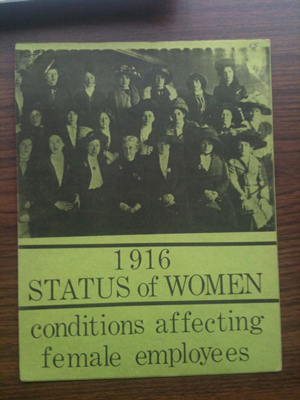 1916
STATUS of WOMEN
conditions affecting
female employees